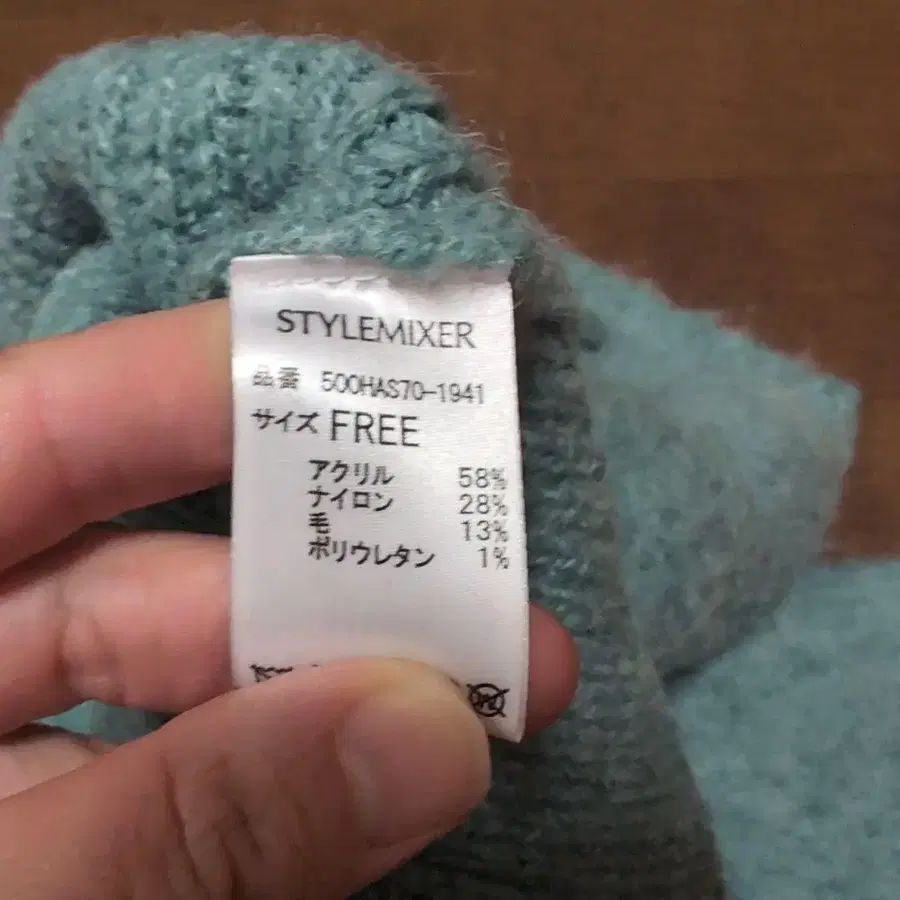 STYLEMIXER
品番 500HAS70-1941
サイズ FREE
アクリル 58%
ナイロン 28%
毛 13%
ポリウレタン 1%